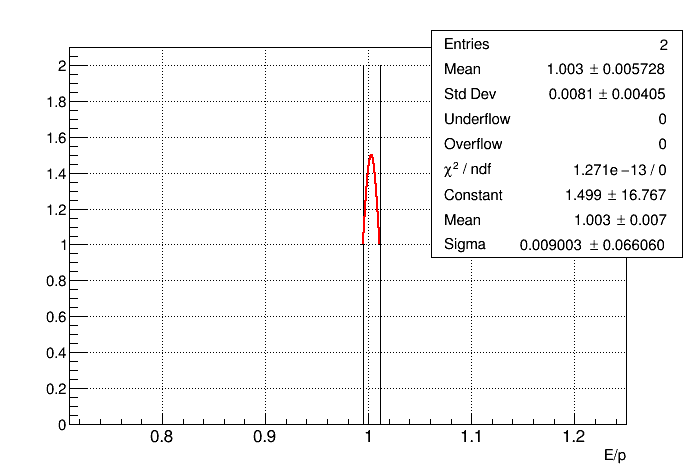 Entries 2
Mean 1.003 ± 0.005728
Std Dev 0.0081 ± 0.00405
Underflow 0
Overflow 0
χ² / ndf 1.271e−13 / 0
Constant 1.499 ± 16.767
Mean 1.003 ± 0.007
Sigma 0.009003 ± 0.066060
2
1.8
1.6
1.4
1.2
1
0.8
0.6
0.4
0.2
0
0.8 0.9 1 1.1 1.2
E/p